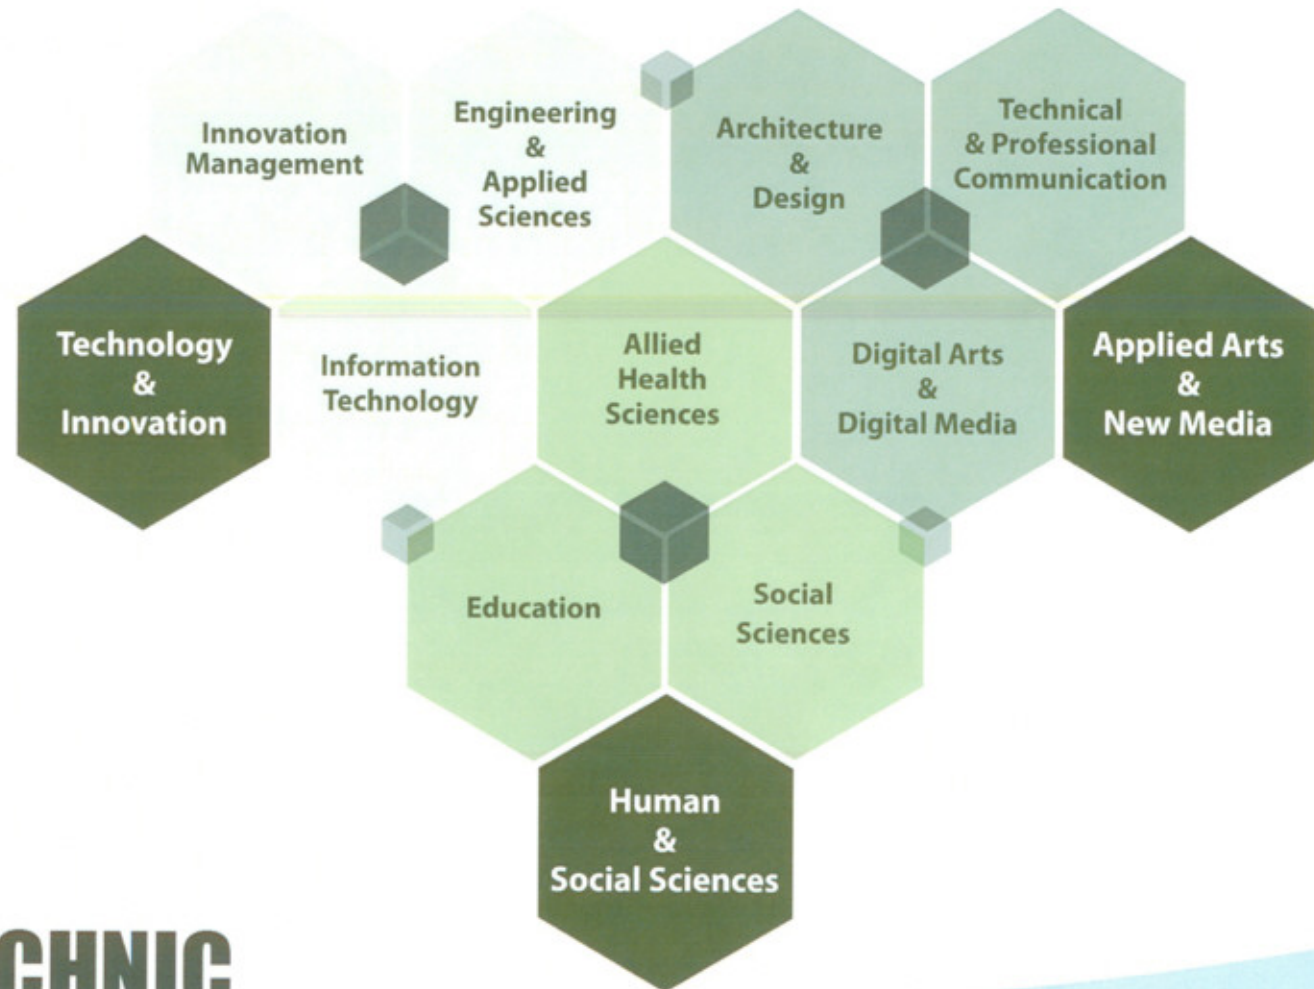 Innovation
Management
Engineering
&
Applied
Sciences
Architecture
&
Design
Technical
& Professional
Communication
Technology
&
Innovation
Information
Technology
Allied
Health
Sciences
Digital Arts
&
Digital Media
Applied Arts
&
New Media
Education
Social
Sciences
Human
&
Social Sciences
CHNIC